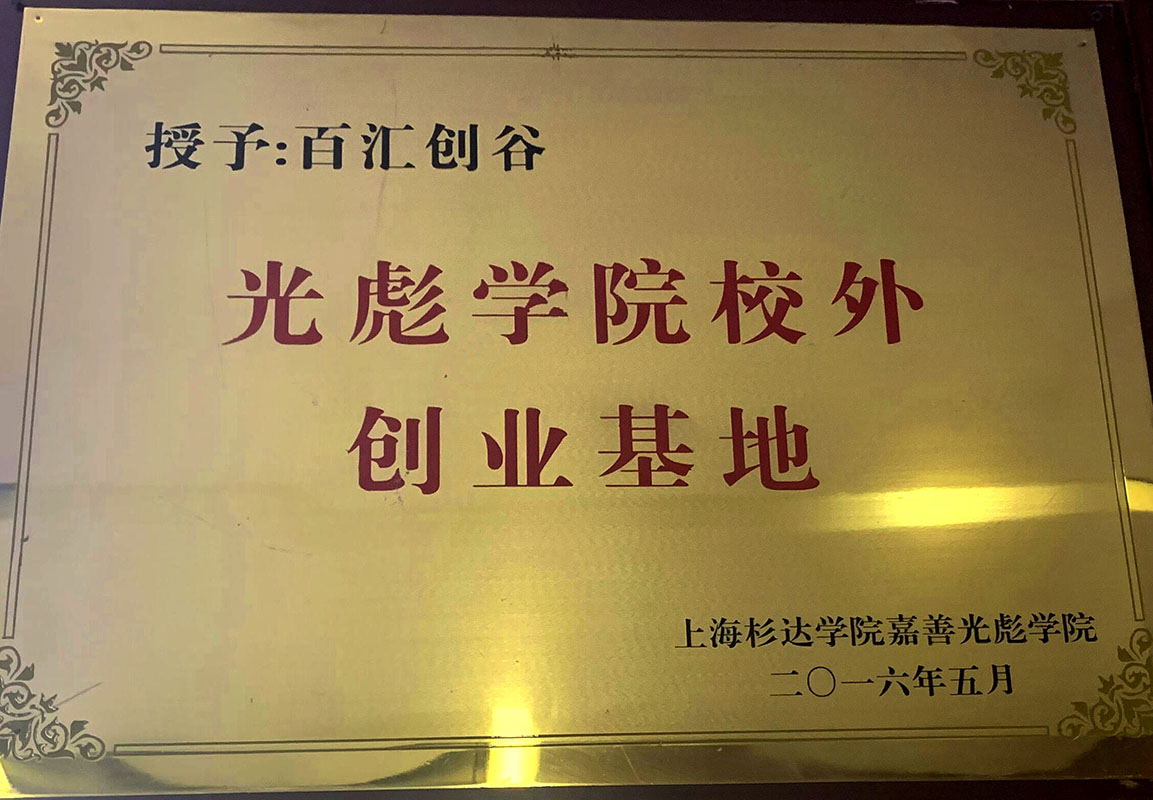 授予:百汇创谷
光彪学院校外
创业基地
上海杉达学院嘉善光彪学院
二〇一六年五月